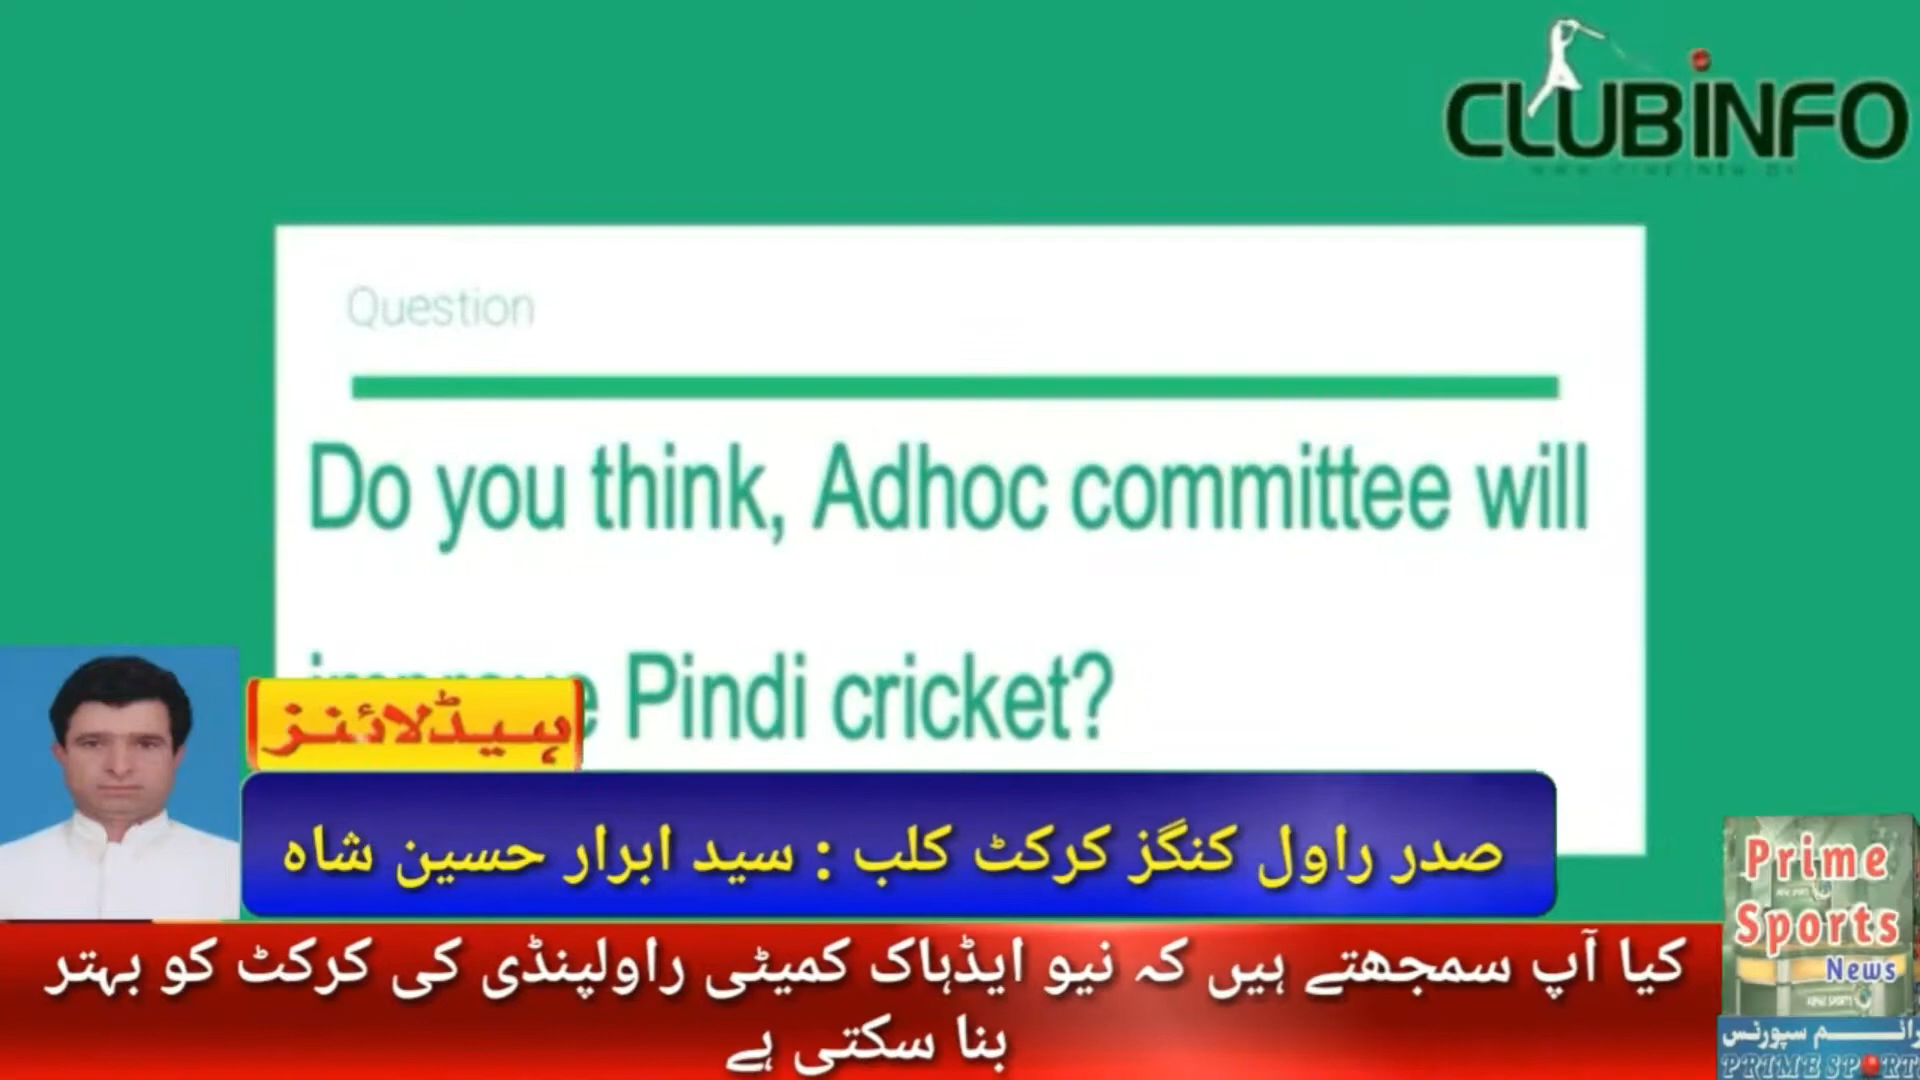 CLUBiNFO
Question
Do you think, Adhoc committee will
improve Pindi cricket?
ہیڈلائنز
صدر راول کنگز کرکٹ کلب : سید ابرار حسین شاہ
کیا آپ سمجھتے ہیں کہ نیو ایڈہاک کمیٹی راولپنڈی کی کرکٹ کو بہتر
بنا سکتی ہے
Prime
Sports
News
پرائم سپورٹس
PRIME SPORT